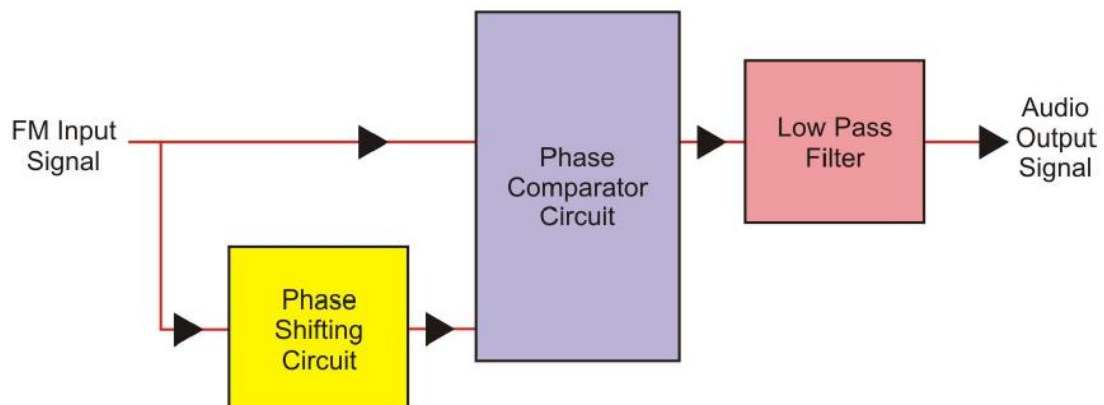 FM Input
Signal
Phase
Shifting
Circuit
Phase
Comparator
Circuit
Low Pass
Filter
Audio
Output
Signal